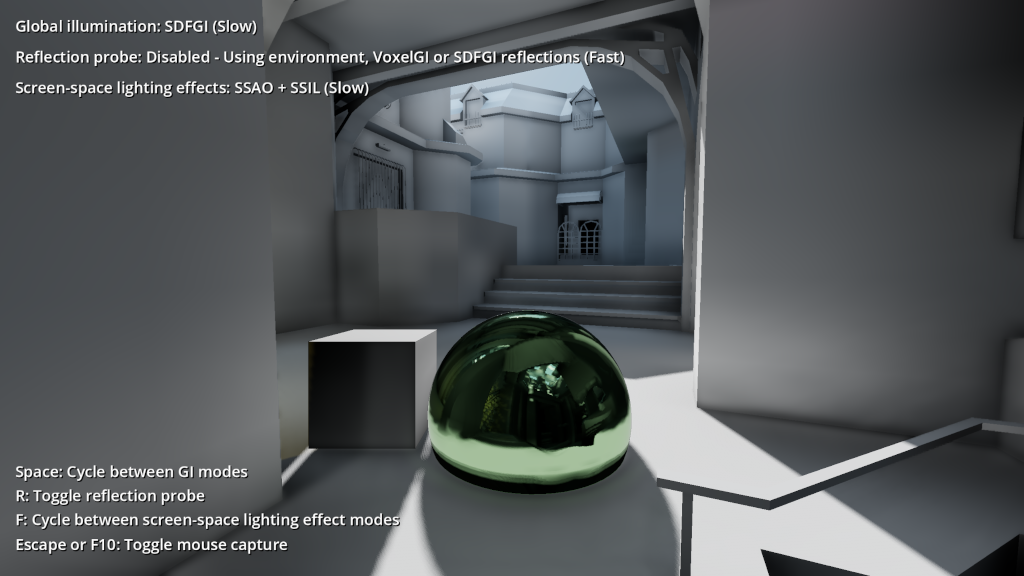 Global illumination: SDFGI (Slow)
Reflection probe: Disabled - Using environment, VoxelGI or SDFGI reflections (Fast)
Screen-space lighting effects: SSAO + SSIL (Slow)
Space: Cycle between GI modes
R: Toggle reflection probe
F: Cycle between screen-space lighting effect modes
Escape or F10: Toggle mouse capture